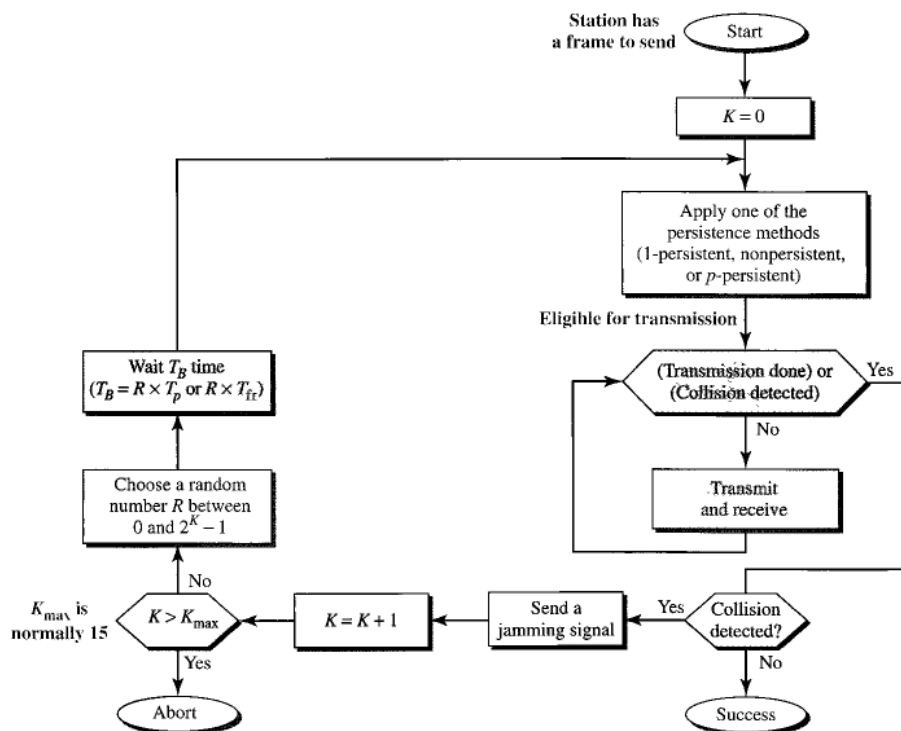 Station has
a frame to send
Start
K = 0
Apply one of the
persistence methods
(1-persistent, nonpersistent,
or p-persistent)
Eligible for transmission
Wait T_B time
(T_B = R × T_p or R × T_fr)
(Transmission done) or
(Collision detected)
Yes
No
Choose a random
number R between
0 and 2^K − 1
Transmit
and receive
No
K_max is
normally 15
K > K_max
K = K + 1
Send a
jamming signal
Yes
Collision
detected?
Yes
No
Abort
Success